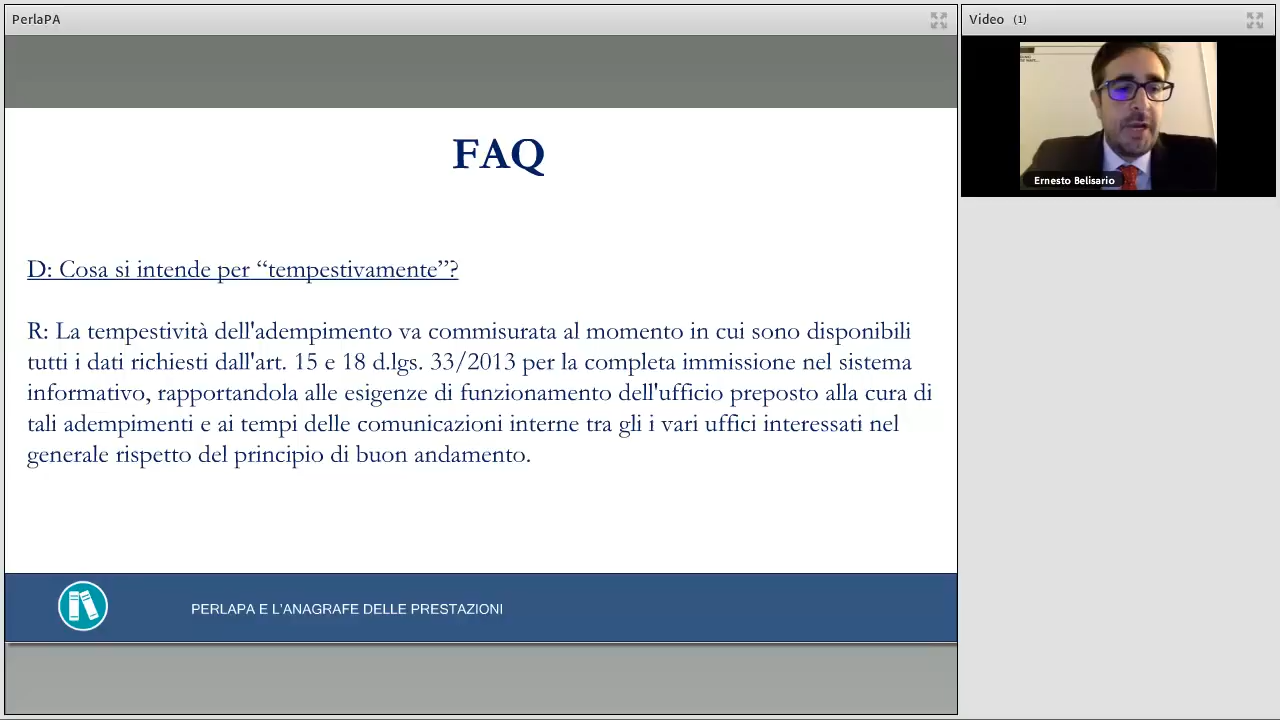 PerlaPA
Video (1)
Ernesto Belisario
FAQ
D: Cosa si intende per “tempestivamente”?
R: La tempestività dell'adempimento va commisurata al momento in cui sono disponibili
tutti i dati richiesti dall'art. 15 e 18 d.lgs. 33/2013 per la completa immissione nel sistema
informativo, rapportandola alle esigenze di funzionamento dell'ufficio preposto alla cura di
tali adempimenti e ai tempi delle comunicazioni interne tra gli i vari uffici interessati nel
generale rispetto del principio di buon andamento.
PERLAPA E L'ANAGRAFE DELLE PRESTAZIONI